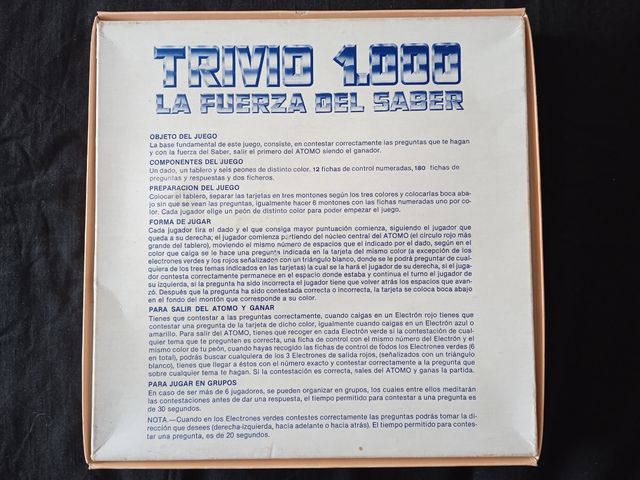 TRIVIO 1.000
LA FUERZA DEL SABER
OBJETO DEL JUEGO
La base fundamental de este juego, consiste, en contestar correctamente las preguntas que te hagan
y con la fuerza del Saber, salir el primero del ATOMO siendo el ganador.
COMPONENTES DEL JUEGO
Un dado, un tablero y seis peones de distinto color. 12 fichas de control numeradas, 180 fichas de
preguntas y respuestas y dos ficheros.
PREPARACION DEL JUEGO
Colocar el tablero, separar las tarjetas en tres montones según los tres colores y colocarlas boca aba-
jo sin que se vean las preguntas, igualmente hacer 6 montones con las fichas numeradas uno por co-
lor. Cada jugador elige un peón de distinto color para poder empezar el juego.
FORMA DE JUGAR
Cada jugador tira el dado y el que consiga mayor puntuación comienza, siguiendo el jugador que
queda a su derecha; el jugador comienza partiendo del núcleo central del ATOMO (el círculo rojo más
grande del tablero), moviendo el mismo número de espacios que el indicado por el dado, según en el
color que caiga se le hace una pregunta indicada en la tarjeta del mismo color (a excepción de los
electrones verdes y los rojos señalizados con un triángulo blanco, donde se le podrá preguntar de cual-
quiera de los tres temas indicados en las tarjetas) la cual se la hará el jugador de su derecha, si el juga-
dor contesta correctamente permanece en el espacio donde estaba y continua el turno el jugador de
su izquierda, si la pregunta ha sido incorrecta el jugador tiene que volver atrás los espacios que avan-
zó. Después que la pregunta ha sido contestada correcta o incorrecta, la tarjeta se coloca boca abajo
en el fondo del montón que corresponde a su color.
PARA SALIR DEL ATOMO Y GANAR
Tienes que contestar a las preguntas correctamente, cuando caigas en un Electrón rojo tienes que
contestar una pregunta de la tarjeta de dicho color, igualmente cuando caigas en un Electrón azul o
amarillo. Para salir del ATOMO, tienes que recoger en cada Electrón verde si la contestación de cual-
quier tema que te pregunten es correcta, una ficha de control con el mismo número del Electrón y el
mismo color de tu peón, cuando hayas recogido las fichas de control de todos los Electrones verdes (6
en total), podrás buscar cualquiera de los 3 Electrones de salida rojos, (señalizados con un triángulo
blanco), tienes que llegar a éstos con el número exacto y contestar correctamente a la pregunta que
sobre cualquier tema te hagan. Si la contestación es correcta, sales del ATOMO y ganas la partida.
PARA JUGAR EN GRUPOS
En caso de ser más de 6 jugadores, se pueden organizar en grupos, los cuales entre ellos meditarán
las contestaciones antes de dar una respuesta, el tiempo permitido para contestar a una pregunta es
de 30 segundos.
NOTA.—Cuando en los Electrones verdes contestes correctamente las preguntas podrás tomar la di-
rección que desees (derecha-izquierda, hacia adelante o hacia atrás). El tiempo permitido para contes-
tar una pregunta, es de 20 segundos.